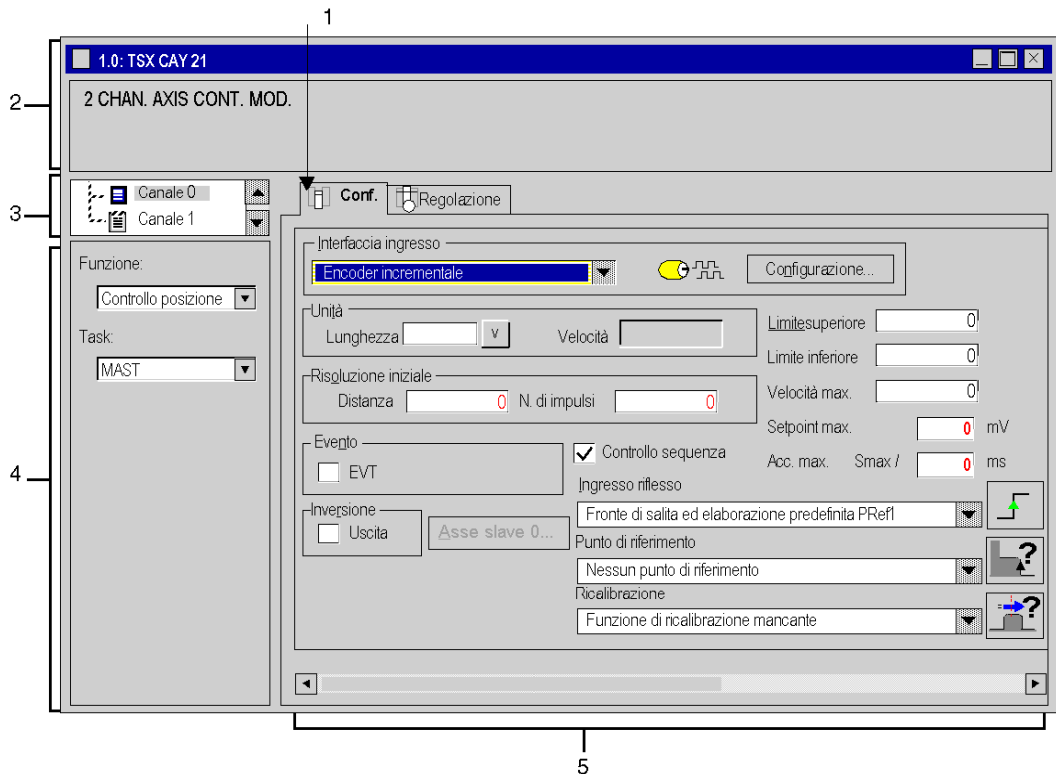 1
1.0: TSX CAY 21
2
2 CHAN. AXIS CONT. MOD.
3
Canale 0
Canale 1
Conf.
Regolazione
4
Funzione:
Controllo posizione
Task:
MAST
Interfaccia ingresso
Encoder incrementale
Configurazione...
Unità
Lunghezza
v
Velocità
Limitesuperiore 0
Limite inferiore 0
Velocità max. 0
Setpoint max. 0 mV
Acc. max. Smax / 0 ms
Risoluzione iniziale
Distanza 0 N. di impulsi 0
Evento
EVT
Controllo sequenza
Inversione
Uscita
Asse slave 0...
Ingresso riflesso
Fronte di salita ed elaborazione predefinita PRef1
Punto di riferimento
Nessun punto di riferimento
?
Ricalibrazione
Funzione di ricalibrazione mancante
?
5